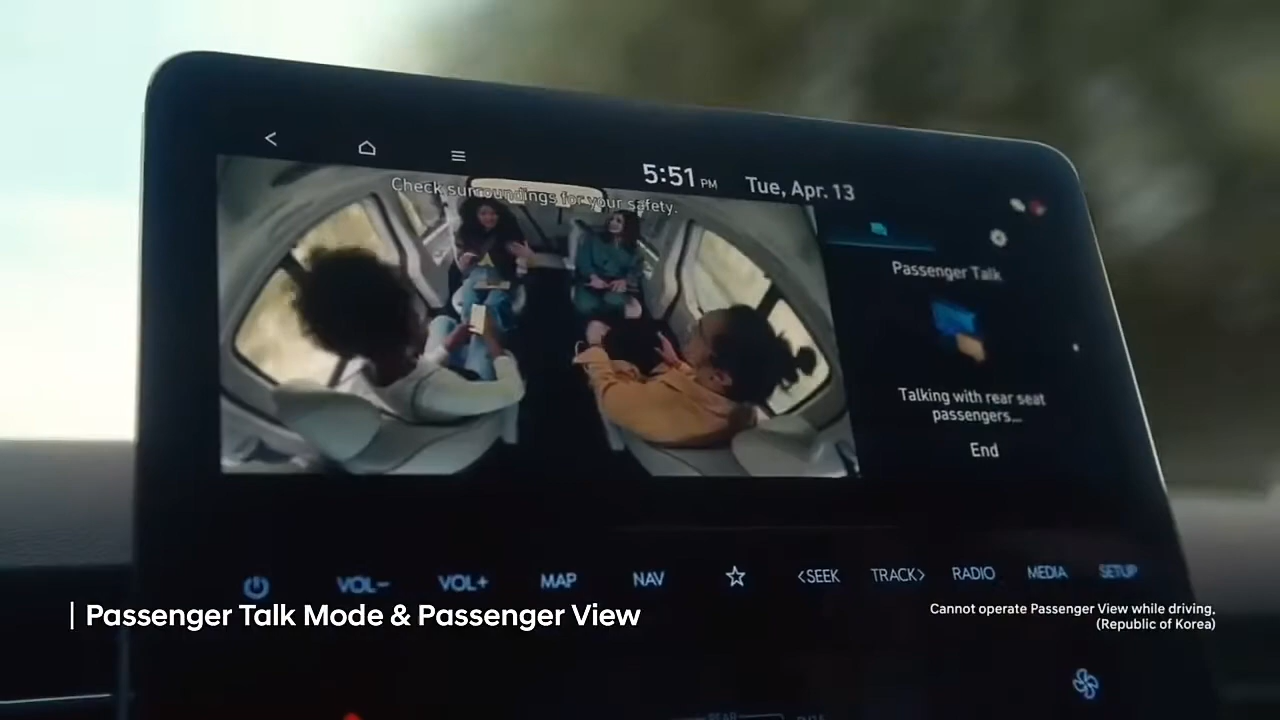 5:51 PM Tue, Apr. 13
Check surroundings for your safety.
Passenger Talk
Talking with rear seat
passengers...
End
VOL- VOL+ MAP NAV <SEEK TRACK> RADIO MEDIA SETUP
Passenger Talk Mode & Passenger View
Cannot operate Passenger View while driving.
(Republic of Korea)